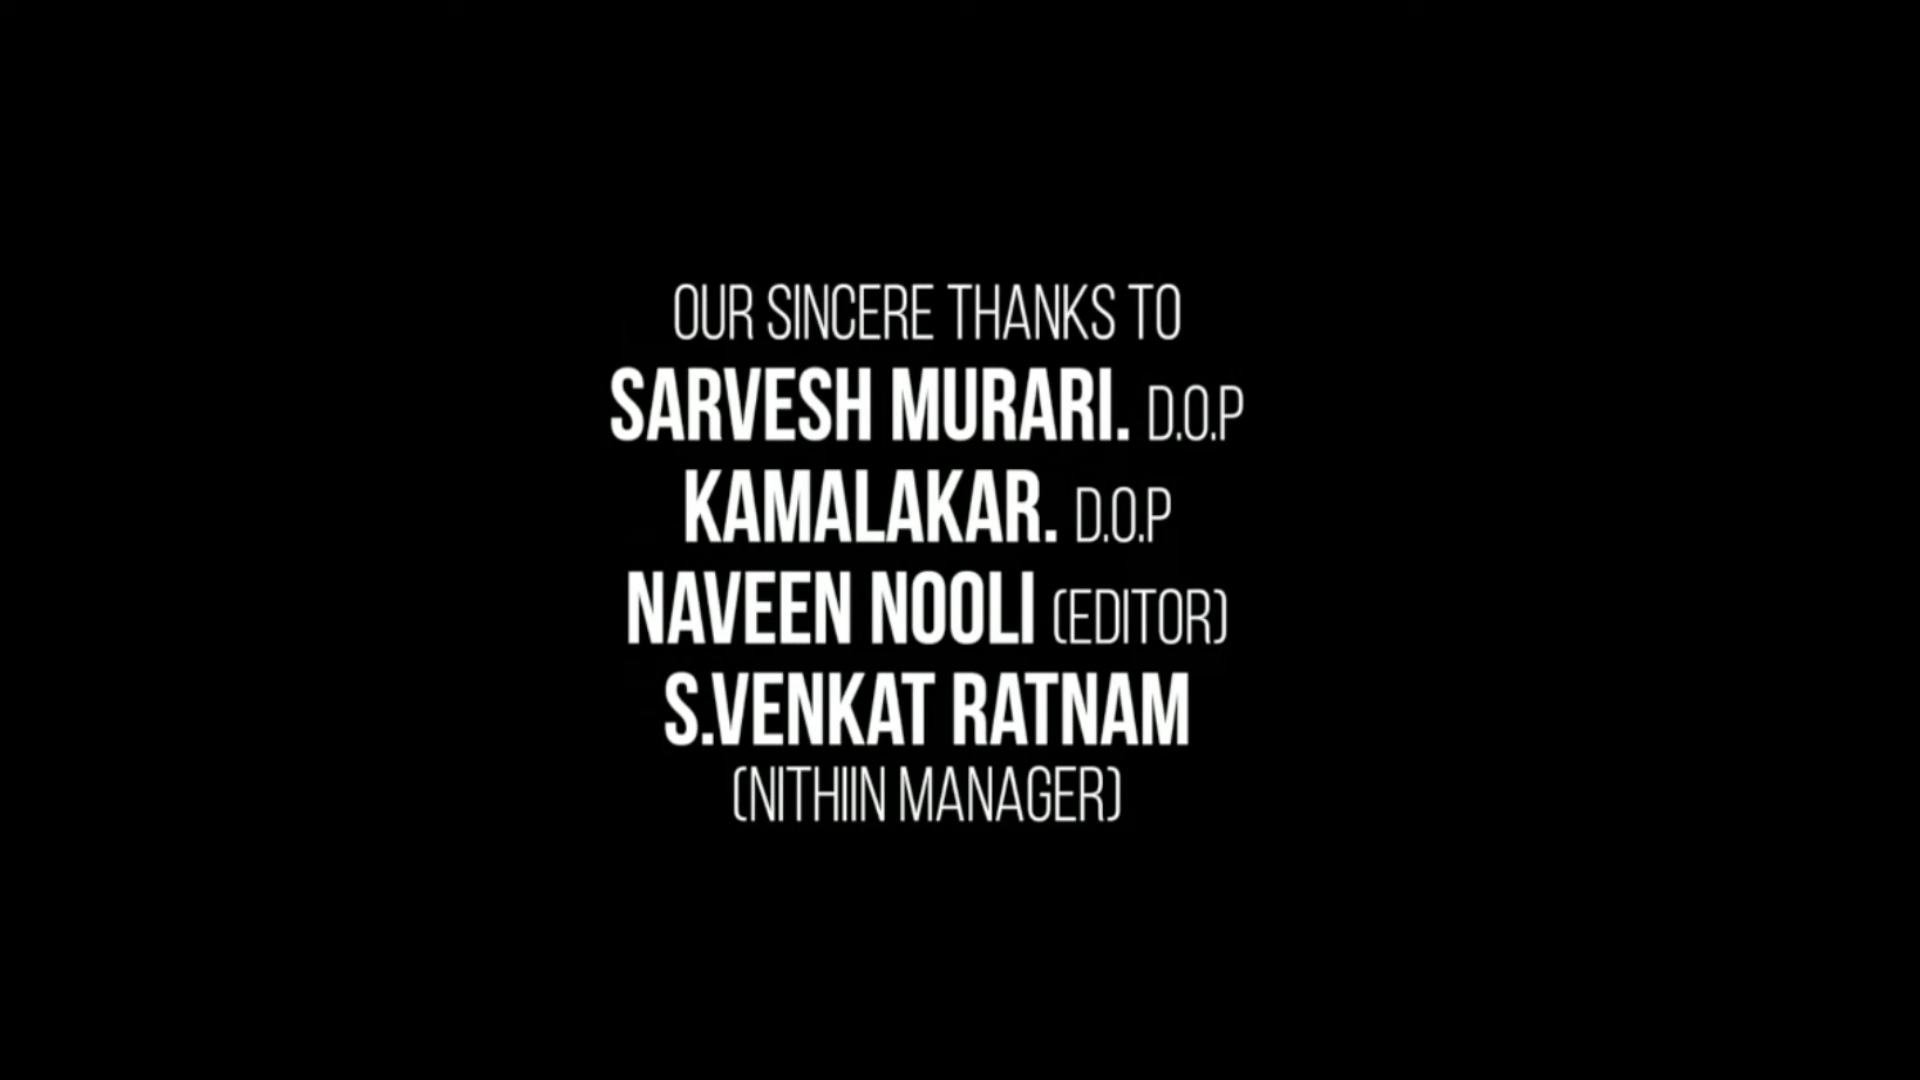 OUR SINCERE THANKS TO
SARVESH MURARI. D.O.P
KAMALAKAR. D.O.P
NAVEEN NOOLI (EDITOR)
S.VENKAT RATNAM
(NITHIIN MANAGER)